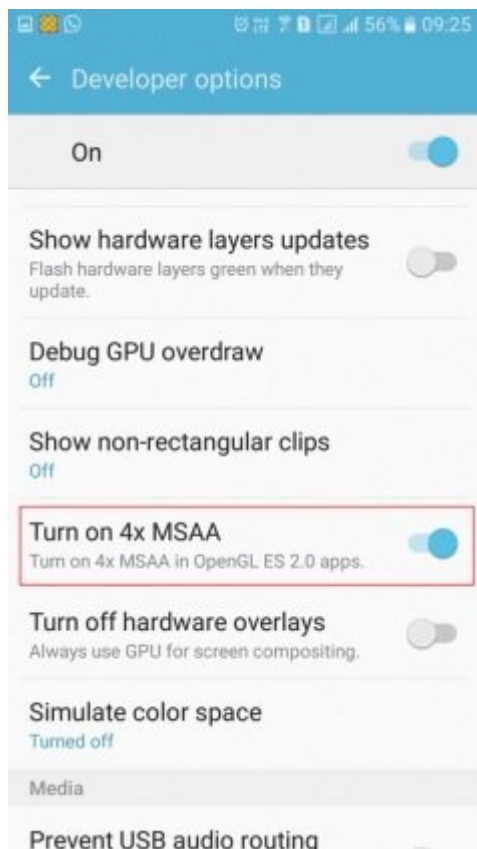 56% 09:25
Developer options
On
Show hardware layers updates
Flash hardware layers green when they
update.
Debug GPU overdraw
Off
Show non-rectangular clips
Off
Turn on 4x MSAA
Turn on 4x MSAA in OpenGL ES 2.0 apps.
Turn off hardware overlays
Always use GPU for screen compositing.
Simulate color space
Turned off
Media
Prevent USB audio routing